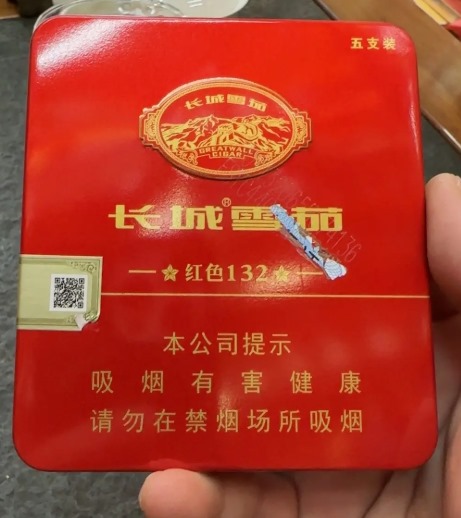 五支装
长城雪茄
GREATWALL
CIGAR
长城®雪茄
红色132
本公司提示
吸烟有害健康
请勿在禁烟场所吸烟